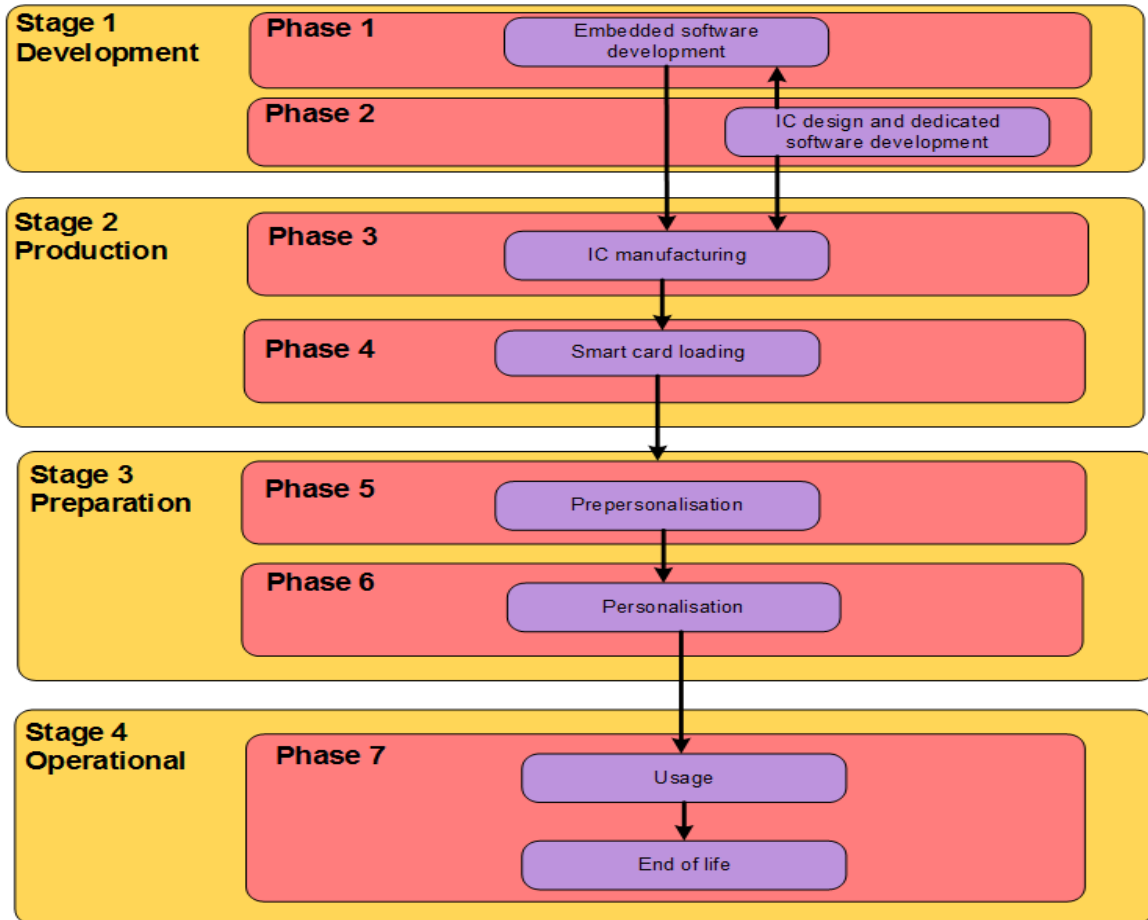 Stage 1
Development
Phase 1
Embedded software
development
Phase 2
IC design and dedicated
software development
Stage 2
Production
Phase 3
IC manufacturing
Phase 4
Smart card loading
Stage 3
Preparation
Phase 5
Prepersonalisation
Phase 6
Personalisation
Stage 4
Operational
Phase 7
Usage
End of life